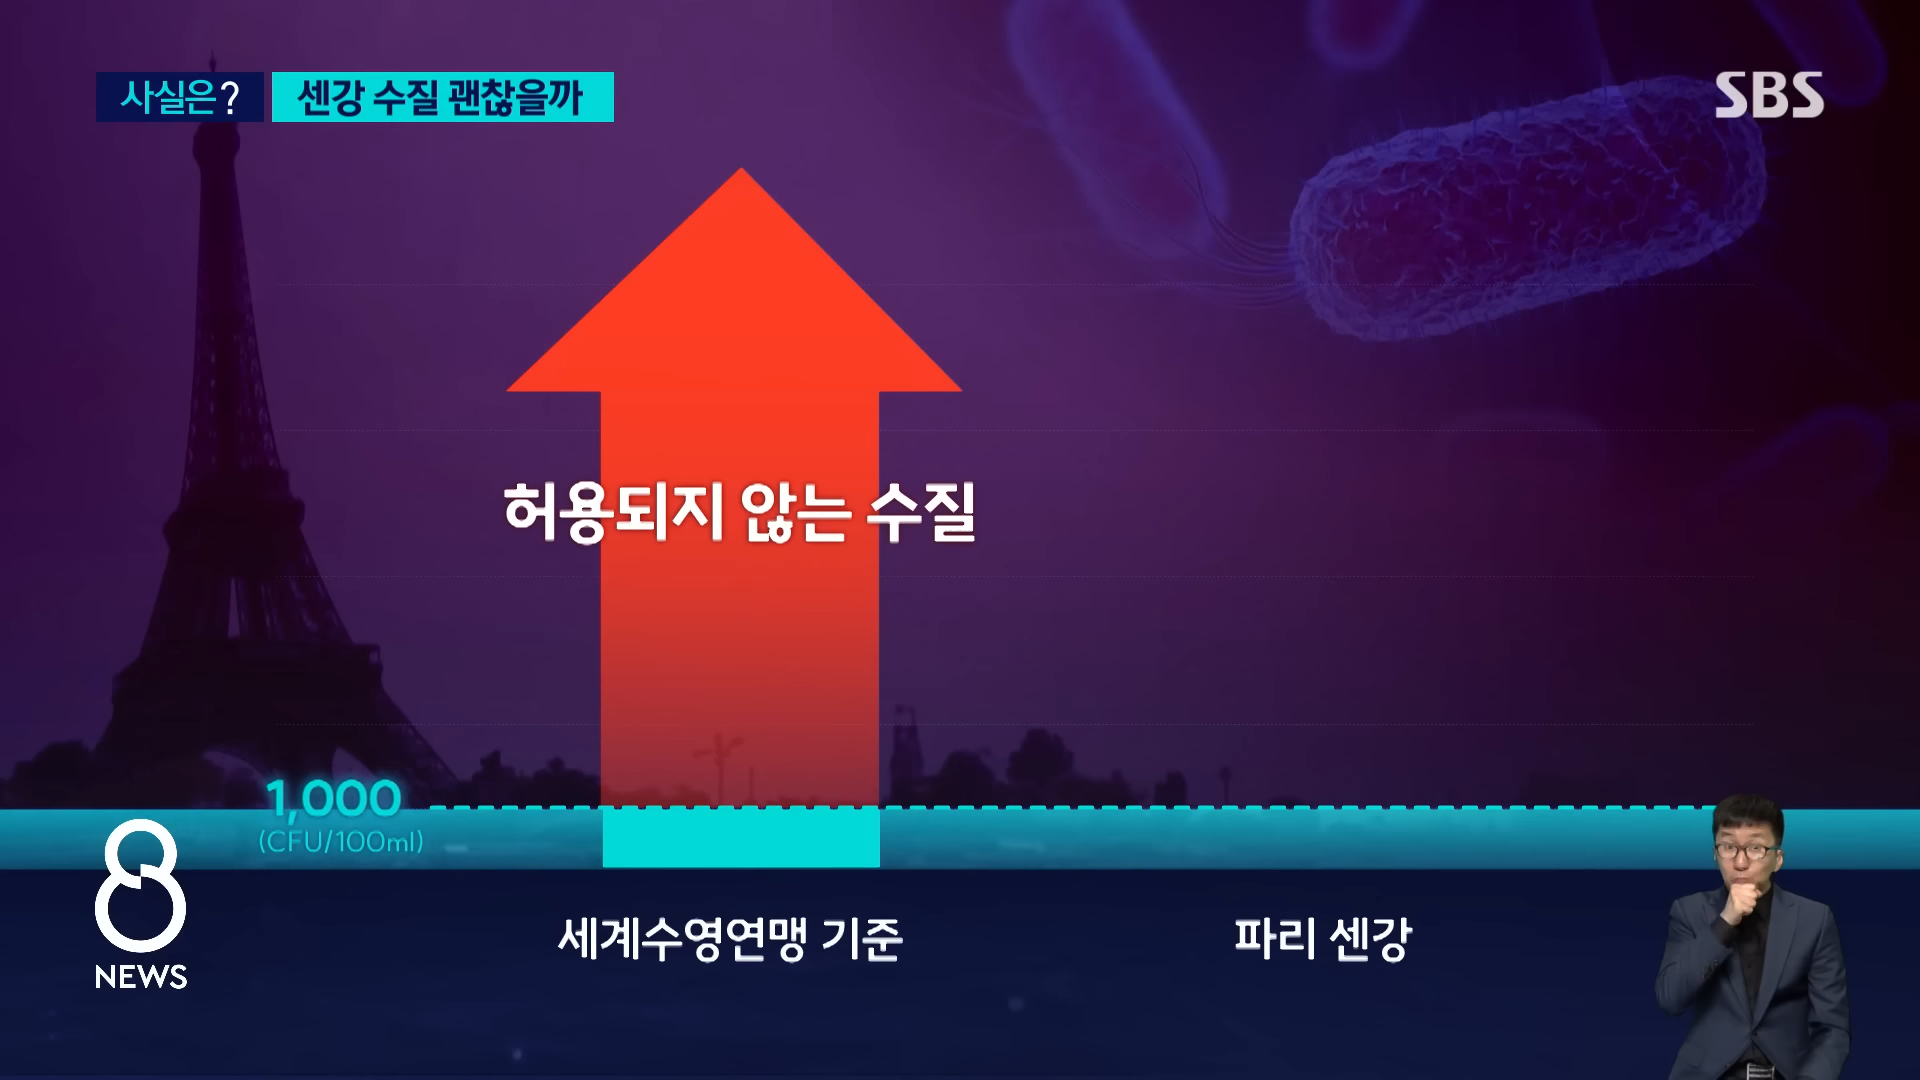 사실은?
센강 수질 괜찮을까
SBS
허용되지 않는 수질
1,000
(CFU/100ml)
8
NEWS
세계수영연맹 기준
파리 센강